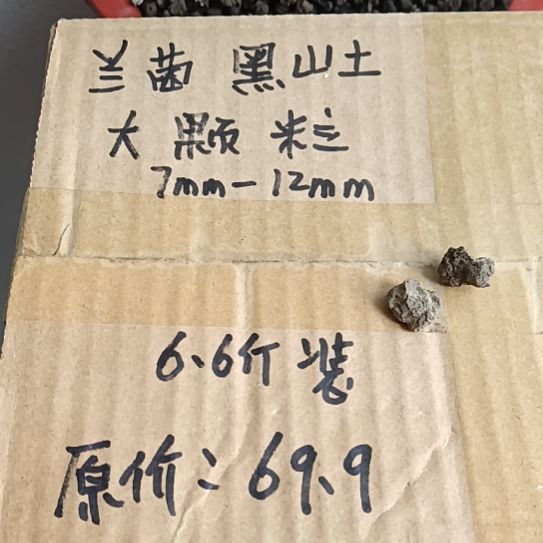 兰菌 黑山土
大 颗 粒
7mm-12mm
6.6斤 装
原价:69.9